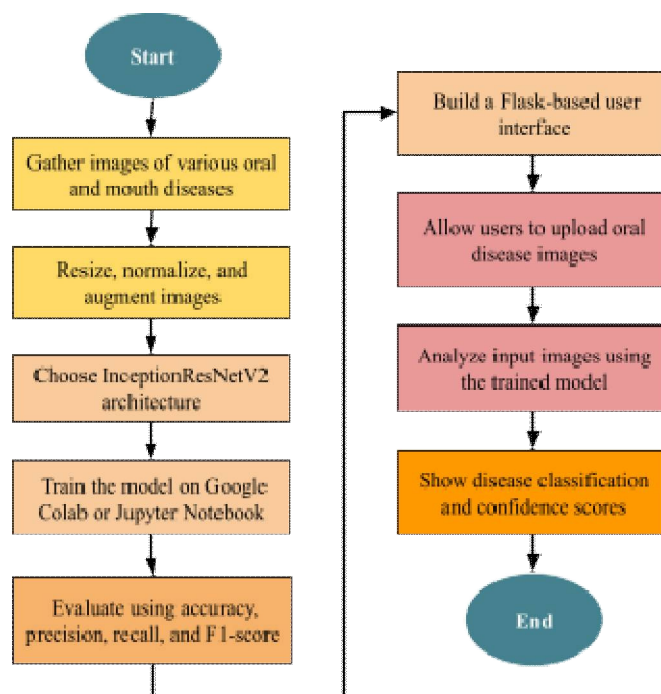 Start
Gather images of various oral
and mouth diseases
Resize, normalize, and
augment images
Choose InceptionResNetV2
architecture
Train the model on Google
Colab or Jupyter Notebook
Evaluate using accuracy,
precision, recall, and F1-score
Build a Flask-based user
interface
Allow users to upload oral
disease images
Analyze input images using
the trained model
Show disease classification
and confidence scores
End